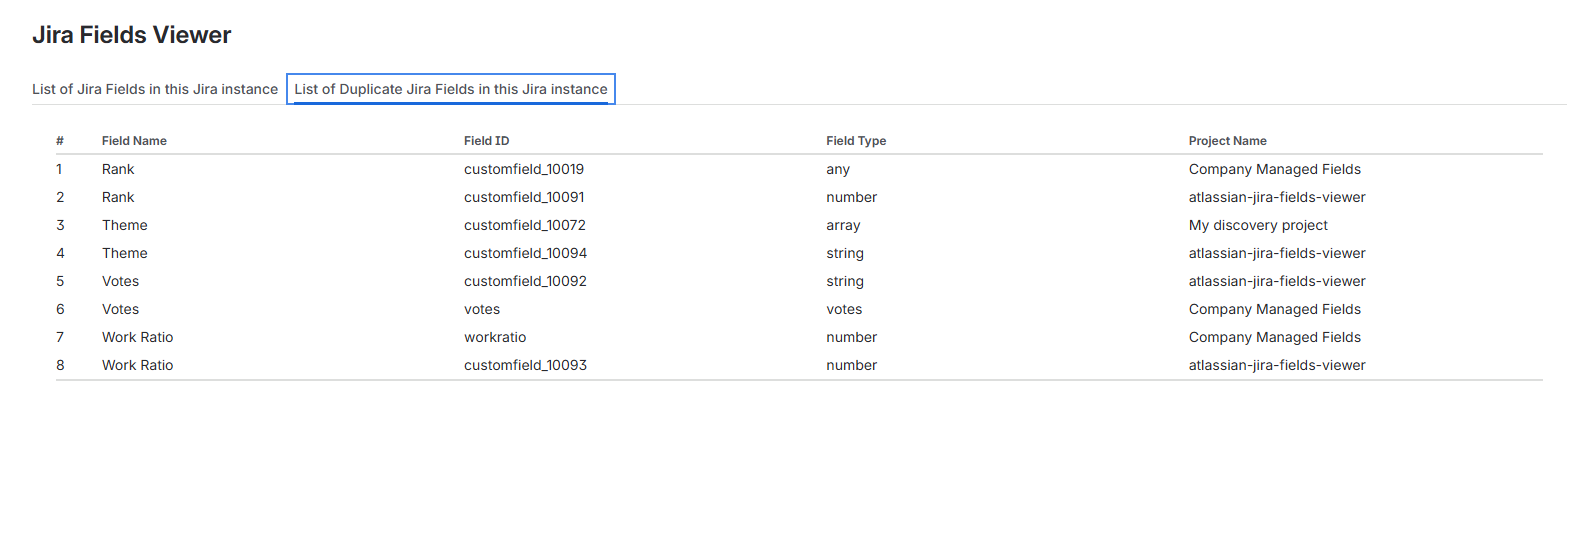 Jira Fields Viewer
List of Jira Fields in this Jira instance List of Duplicate Jira Fields in this Jira instance
# Field Name Field ID Field Type Project Name
1 Rank customfield_10019 any Company Managed Fields
2 Rank customfield_10091 number atlassian-jira-fields-viewer
3 Theme customfield_10072 array My discovery project
4 Theme customfield_10094 string atlassian-jira-fields-viewer
5 Votes customfield_10092 string atlassian-jira-fields-viewer
6 Votes votes votes Company Managed Fields
7 Work Ratio workratio number Company Managed Fields
8 Work Ratio customfield_10093 number atlassian-jira-fields-viewer